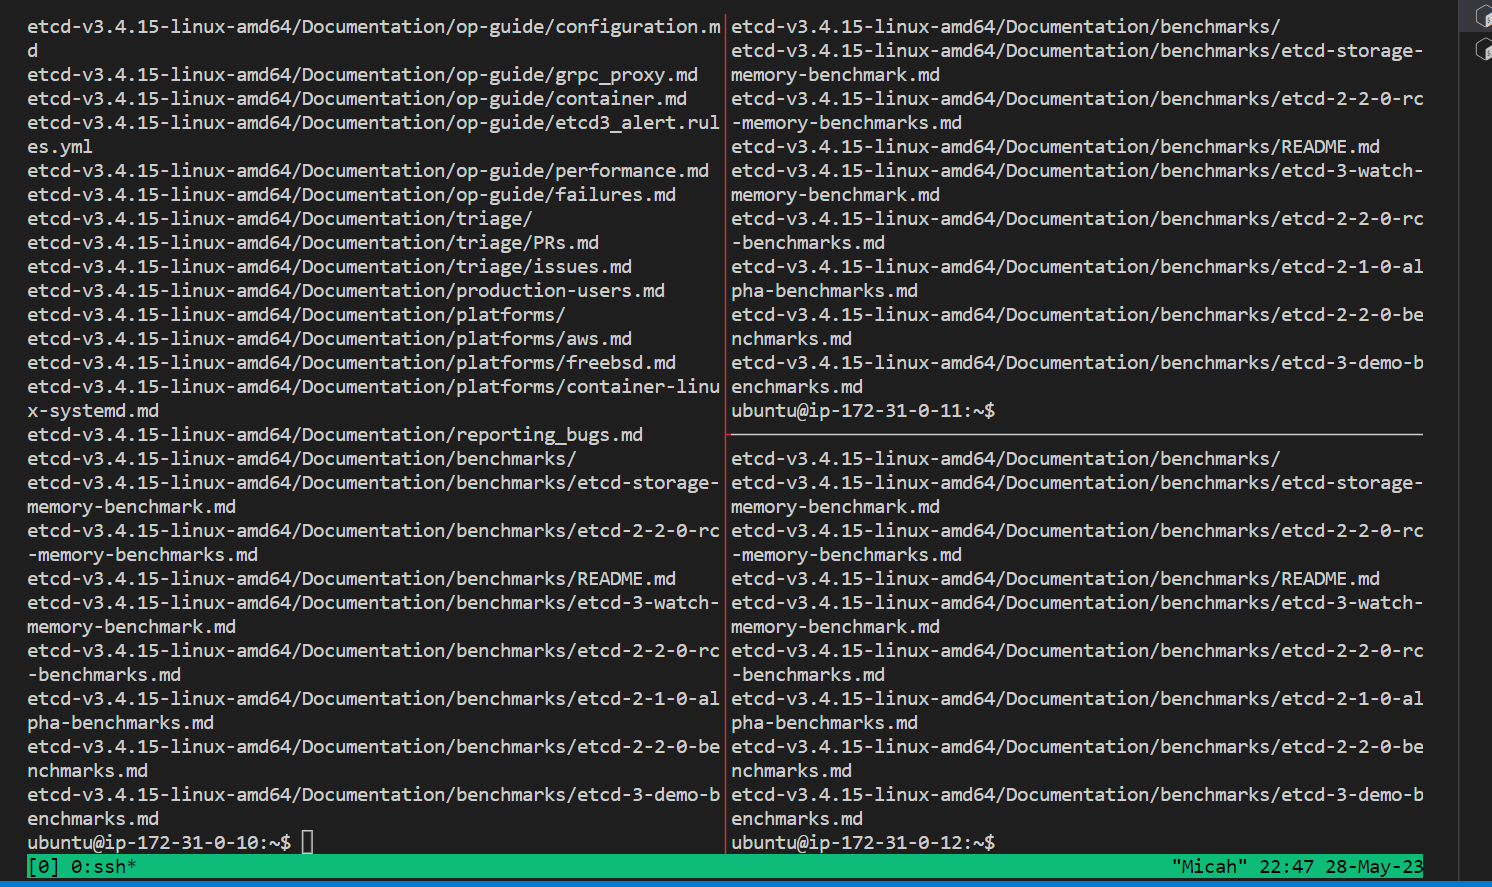 etcd-v3.4.15-linux-amd64/Documentation/op-guide/configuration.m
d
etcd-v3.4.15-linux-amd64/Documentation/op-guide/grpc_proxy.md
etcd-v3.4.15-linux-amd64/Documentation/op-guide/container.md
etcd-v3.4.15-linux-amd64/Documentation/op-guide/etcd3_alert.rul
es.yml
etcd-v3.4.15-linux-amd64/Documentation/op-guide/performance.md
etcd-v3.4.15-linux-amd64/Documentation/op-guide/failures.md
etcd-v3.4.15-linux-amd64/Documentation/triage/
etcd-v3.4.15-linux-amd64/Documentation/triage/PRs.md
etcd-v3.4.15-linux-amd64/Documentation/triage/issues.md
etcd-v3.4.15-linux-amd64/Documentation/production-users.md
etcd-v3.4.15-linux-amd64/Documentation/platforms/
etcd-v3.4.15-linux-amd64/Documentation/platforms/aws.md
etcd-v3.4.15-linux-amd64/Documentation/platforms/freebsd.md
etcd-v3.4.15-linux-amd64/Documentation/platforms/container-linu
x-systemd.md
etcd-v3.4.15-linux-amd64/Documentation/reporting_bugs.md
etcd-v3.4.15-linux-amd64/Documentation/benchmarks/
etcd-v3.4.15-linux-amd64/Documentation/benchmarks/etcd-storage-
memory-benchmark.md
etcd-v3.4.15-linux-amd64/Documentation/benchmarks/etcd-2-2-0-rc
-memory-benchmarks.md
etcd-v3.4.15-linux-amd64/Documentation/benchmarks/README.md
etcd-v3.4.15-linux-amd64/Documentation/benchmarks/etcd-3-watch-
memory-benchmark.md
etcd-v3.4.15-linux-amd64/Documentation/benchmarks/etcd-2-2-0-rc
-benchmarks.md
etcd-v3.4.15-linux-amd64/Documentation/benchmarks/etcd-2-1-0-al
pha-benchmarks.md
etcd-v3.4.15-linux-amd64/Documentation/benchmarks/etcd-2-2-0-be
nchmarks.md
etcd-v3.4.15-linux-amd64/Documentation/benchmarks/etcd-3-demo-b
enchmarks.md
ubuntu@ip-172-31-0-10:~$
etcd-v3.4.15-linux-amd64/Documentation/benchmarks/
etcd-v3.4.15-linux-amd64/Documentation/benchmarks/etcd-storage-
memory-benchmark.md
etcd-v3.4.15-linux-amd64/Documentation/benchmarks/etcd-2-2-0-rc
-memory-benchmarks.md
etcd-v3.4.15-linux-amd64/Documentation/benchmarks/README.md
etcd-v3.4.15-linux-amd64/Documentation/benchmarks/etcd-3-watch-
memory-benchmark.md
etcd-v3.4.15-linux-amd64/Documentation/benchmarks/etcd-2-2-0-rc
-benchmarks.md
etcd-v3.4.15-linux-amd64/Documentation/benchmarks/etcd-2-1-0-al
pha-benchmarks.md
etcd-v3.4.15-linux-amd64/Documentation/benchmarks/etcd-2-2-0-be
nchmarks.md
etcd-v3.4.15-linux-amd64/Documentation/benchmarks/etcd-3-demo-b
enchmarks.md
ubuntu@ip-172-31-0-11:~$
etcd-v3.4.15-linux-amd64/Documentation/benchmarks/
etcd-v3.4.15-linux-amd64/Documentation/benchmarks/etcd-storage-
memory-benchmark.md
etcd-v3.4.15-linux-amd64/Documentation/benchmarks/etcd-2-2-0-rc
-memory-benchmarks.md
etcd-v3.4.15-linux-amd64/Documentation/benchmarks/README.md
etcd-v3.4.15-linux-amd64/Documentation/benchmarks/etcd-3-watch-
memory-benchmark.md
etcd-v3.4.15-linux-amd64/Documentation/benchmarks/etcd-2-2-0-rc
-benchmarks.md
etcd-v3.4.15-linux-amd64/Documentation/benchmarks/etcd-2-1-0-al
pha-benchmarks.md
etcd-v3.4.15-linux-amd64/Documentation/benchmarks/etcd-2-2-0-be
nchmarks.md
etcd-v3.4.15-linux-amd64/Documentation/benchmarks/etcd-3-demo-b
enchmarks.md
ubuntu@ip-172-31-0-12:~$
[0] 0:ssh* "Micah" 22:47 28-May-23